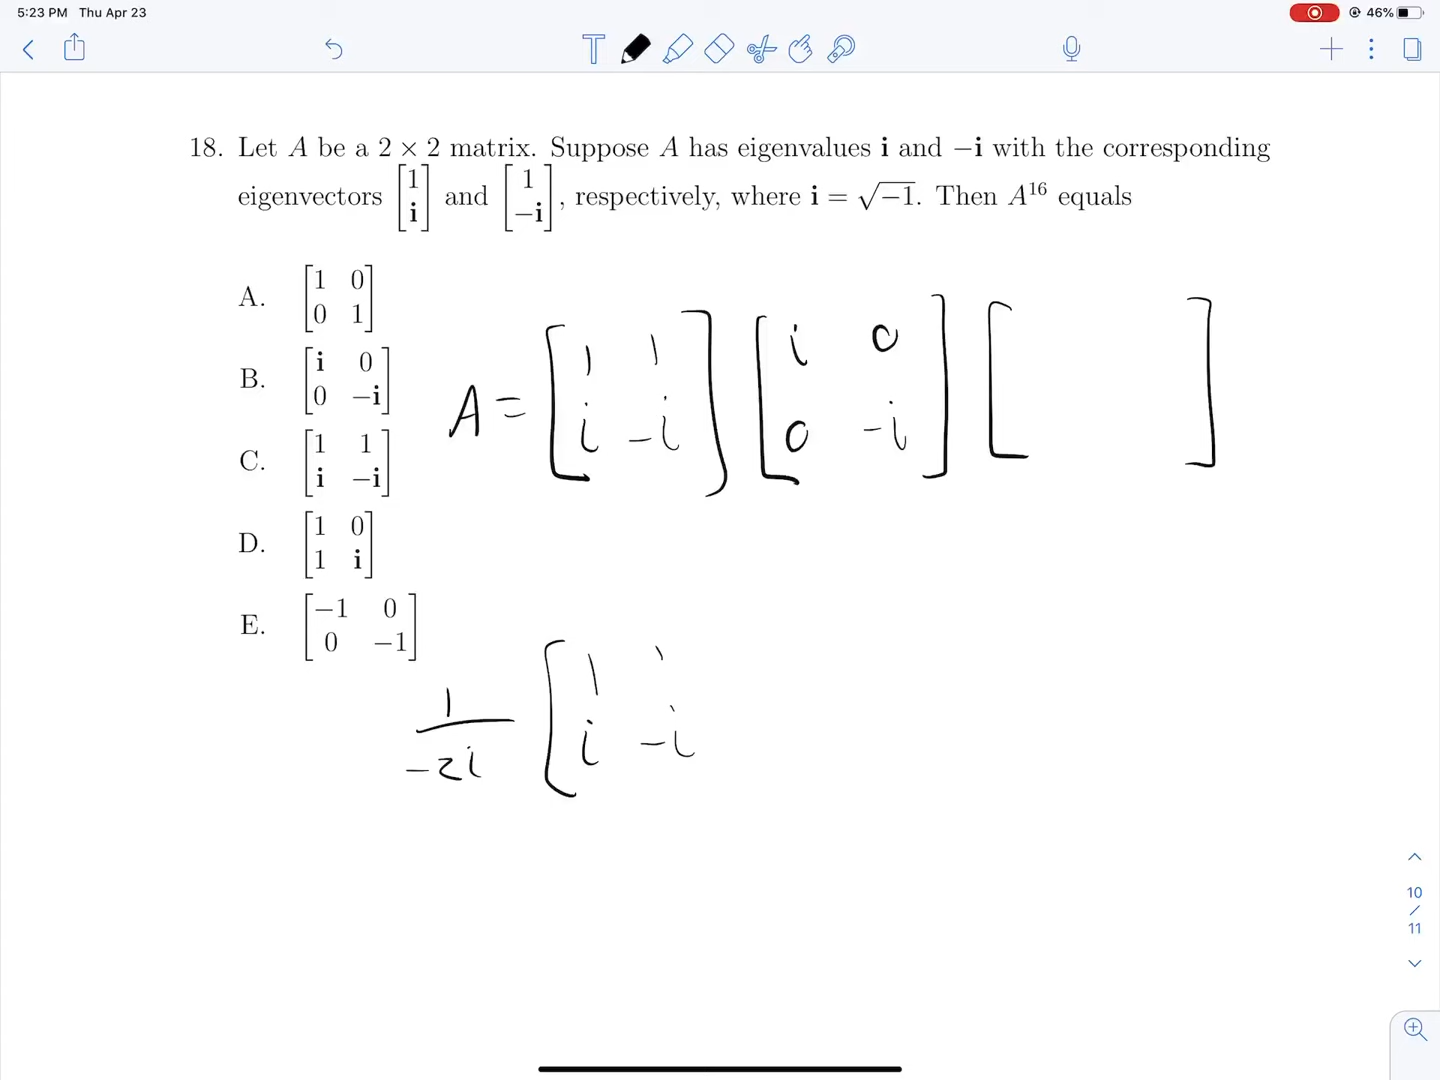 5:23 PM Thu Apr 23
46%
T
18. Let A be a 2 × 2 matrix. Suppose A has eigenvalues i and −i with the corresponding
eigenvectors [1; i] and [1; −i], respectively, where i = √−1. Then A^16 equals
A. [1 0; 0 1]
B. [i 0; 0 −i]
C. [1 1; i −i]
D. [1 0; 1 i]
E. [−1 0; 0 −1]
A = [1 1; i −i] [i 0; 0 −i] [ ]
1/−2i [1 1; i −i
10
/
11